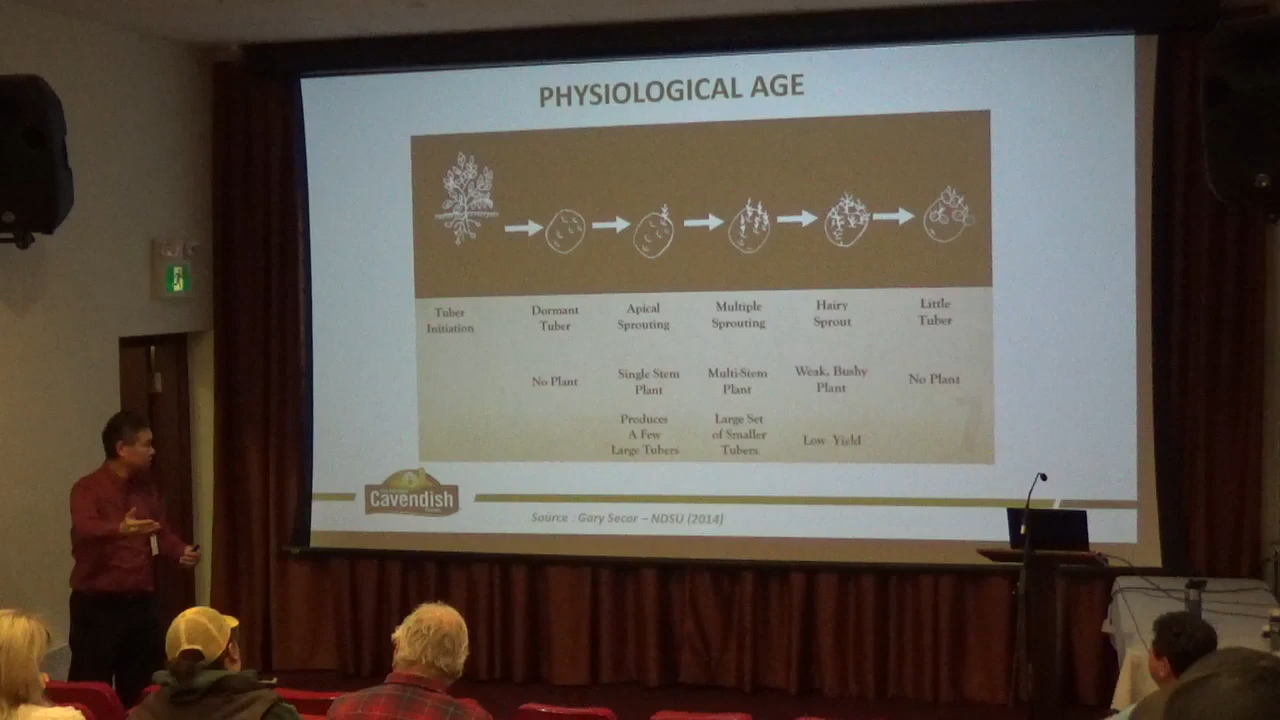 PHYSIOLOGICAL AGE
Tuber
Initiation
Dormant
Tuber
Apical
Sprouting
Multiple
Sprouting
Hairy
Sprout
Little
Tuber
No Plant
Single Stem
Plant
Multi-Stem
Plant
Weak, Bushy
Plant
No Plant
Produces
A Few
Large Tubers
Large Set
of Smaller
Tubers
Low Yield
Cavendish
Source : Gary Secor – NDSU (2014)